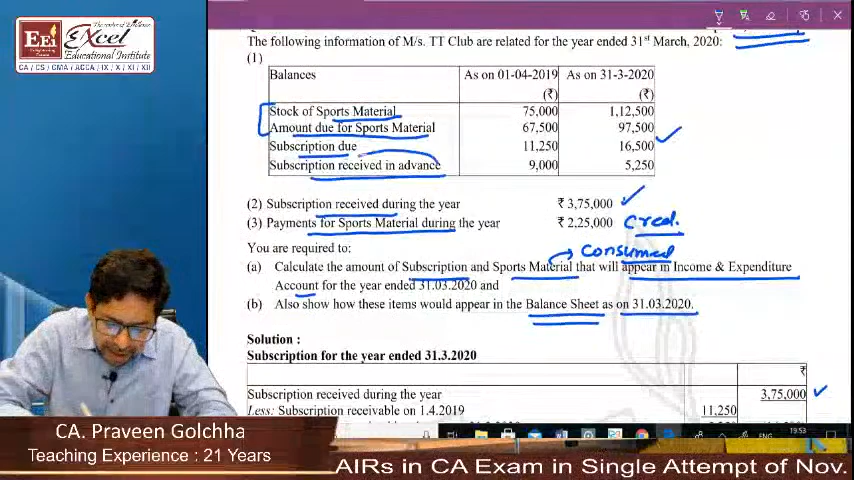 The essence of Excellence
EEi
Excel
Educational Institute
CA / CS / CMA / ACCA / IX / X / XI / XII
The following information of M/s. TT Club are related for the year ended 31st March, 2020:
(1)
Balances As on 01-04-2019 As on 31-3-2020
(₹) (₹)
Stock of Sports Material 75,000 1,12,500
Amount due for Sports Material 67,500 97,500
Subscription due 11,250 16,500
Subscription received in advance 9,000 5,250
(2) Subscription received during the year ₹ 3,75,000
(3) Payments for Sports Material during the year ₹ 2,25,000 Cred.
You are required to: Consumed
(a) Calculate the amount of Subscription and Sports Material that will appear in Income & Expenditure
Account for the year ended 31.03.2020 and
(b) Also show how these items would appear in the Balance Sheet as on 31.03.2020.
Solution :
Subscription for the year ended 31.3.2020
₹
Subscription received during the year 3,75,000
Less: Subscription receivable on 1.4.2019 11,250
ENG 19:53
CA. Praveen Golchha
Teaching Experience : 21 Years
AIRs in CA Exam in Single Attempt of Nov.